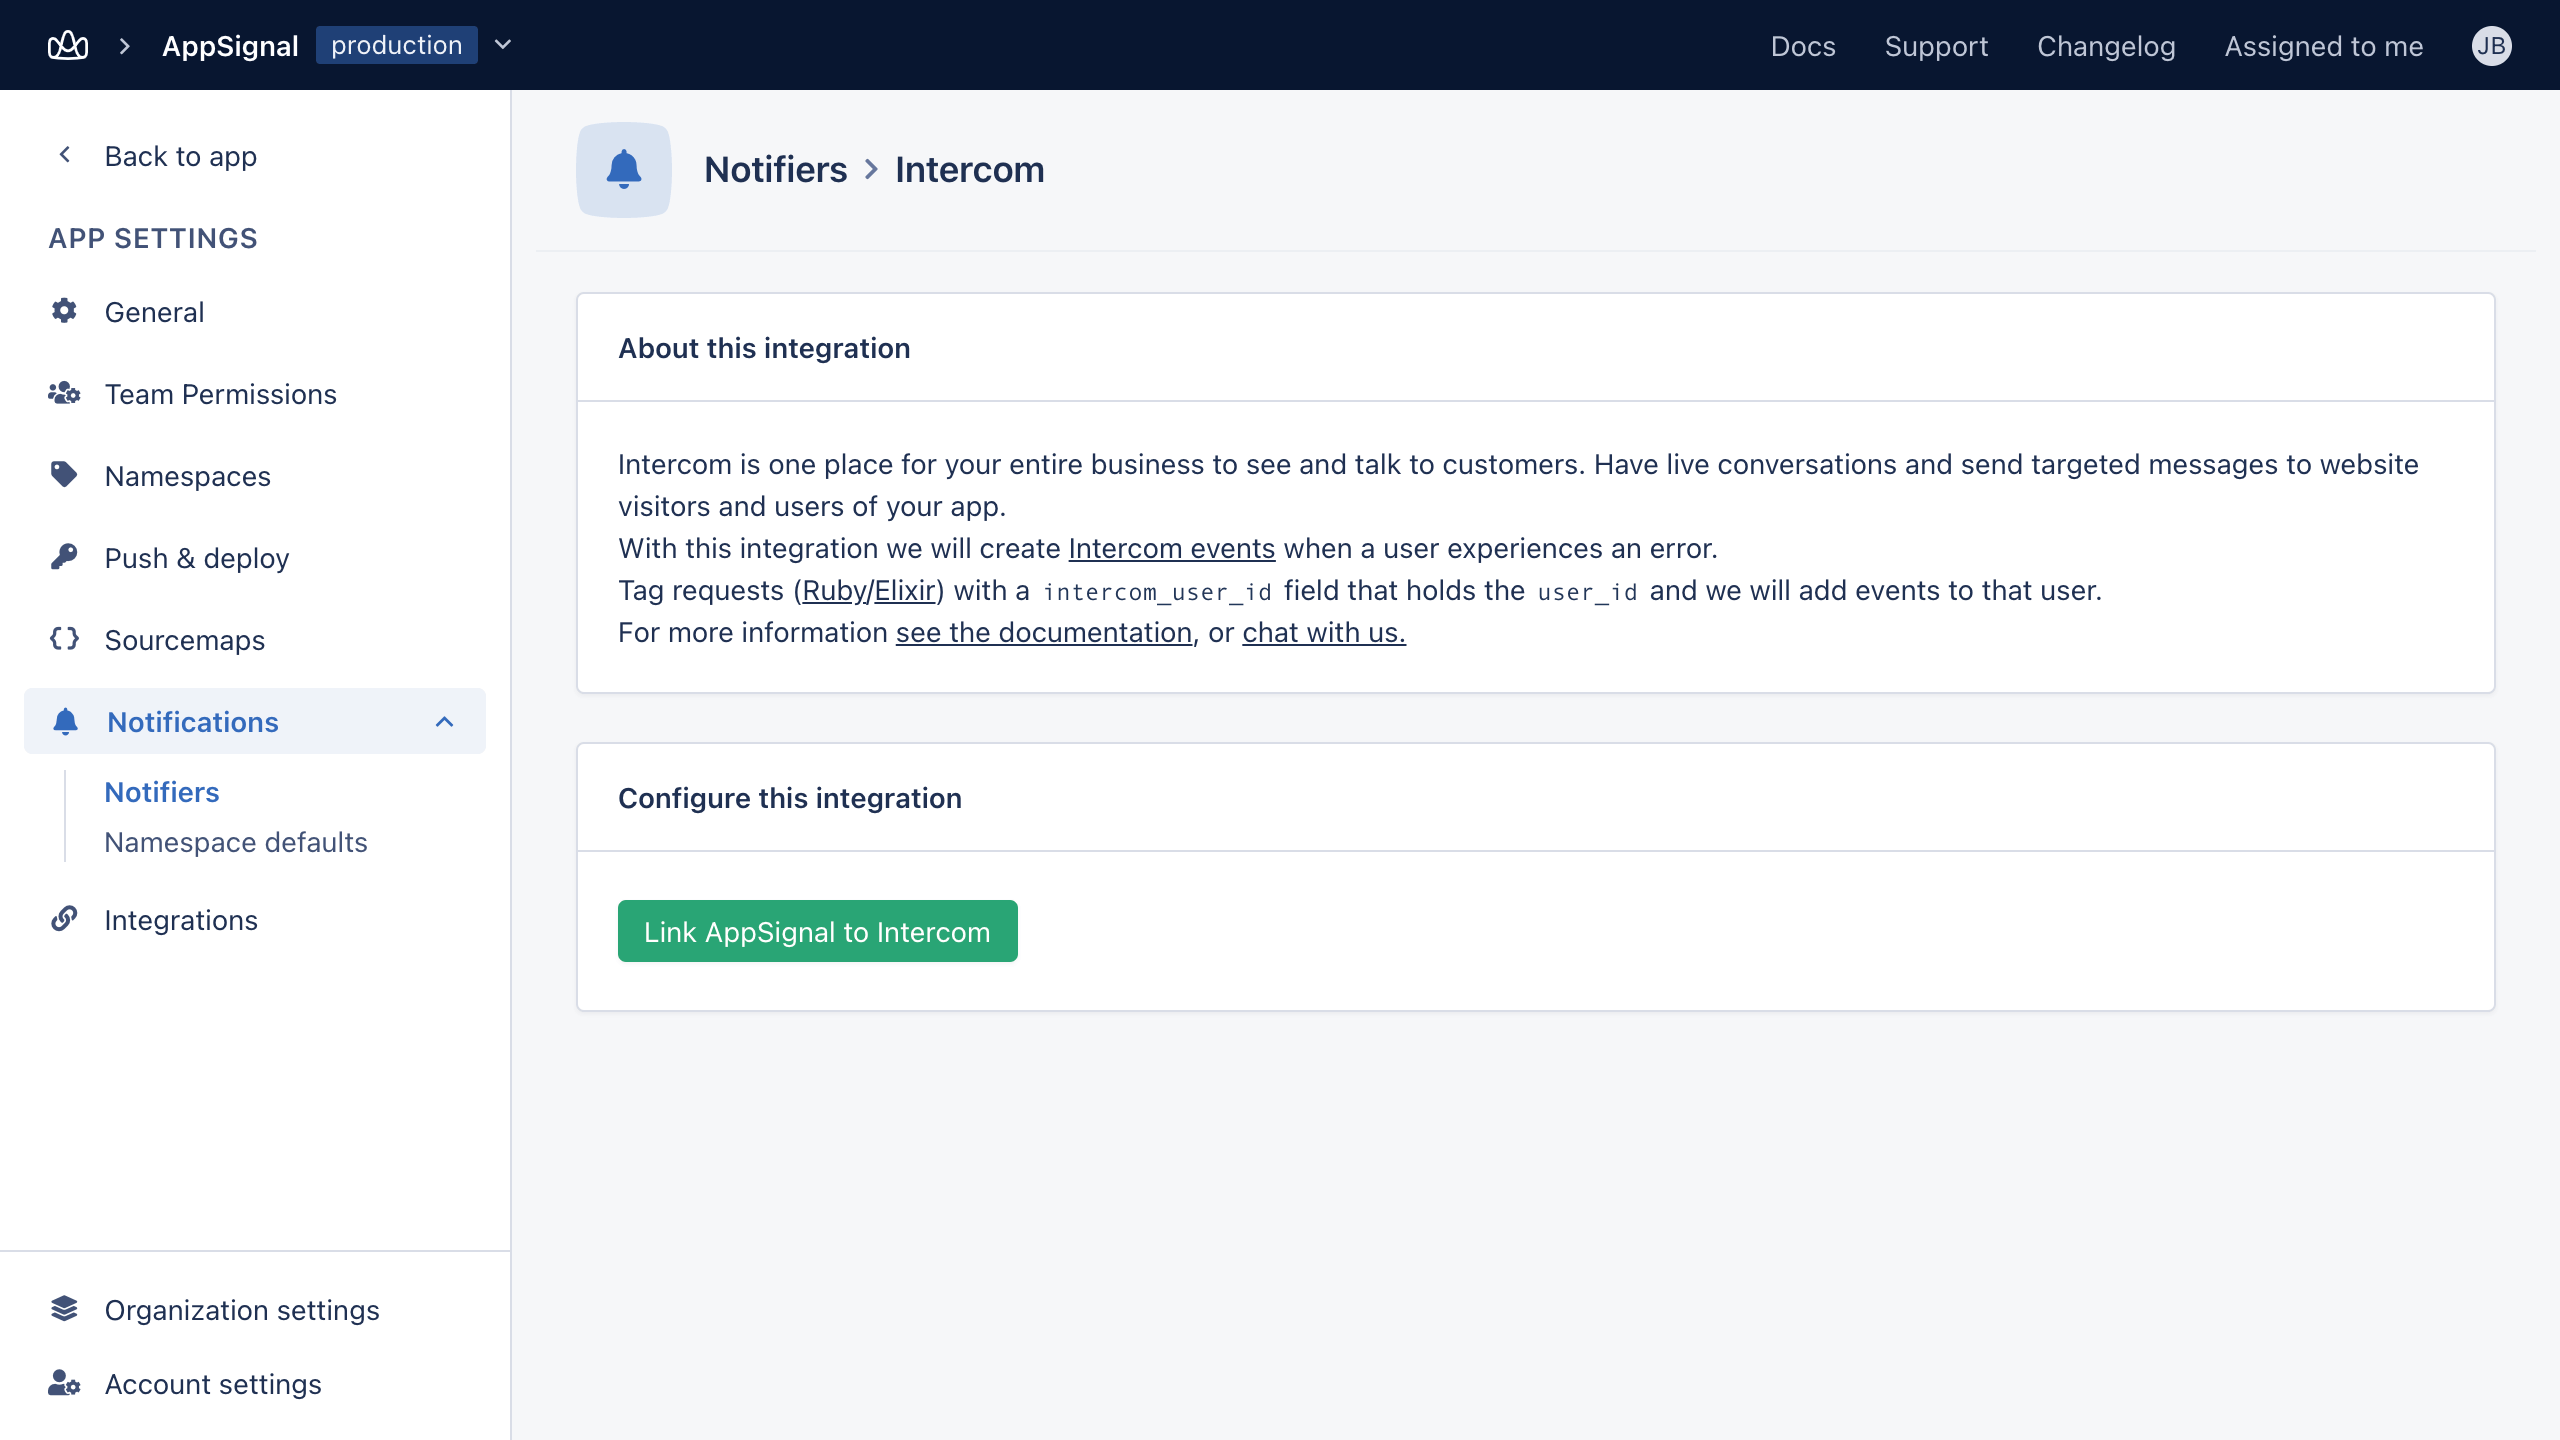 AppSignal production
Docs Support Changelog Assigned to me JB
Back to app
APP SETTINGS
General
Team Permissions
Namespaces
Push & deploy
Sourcemaps
Notifications
Notifiers
Namespace defaults
Integrations
Organization settings
Account settings
Notifiers > Intercom
About this integration
Intercom is one place for your entire business to see and talk to customers. Have live conversations and send targeted messages to website
visitors and users of your app.
With this integration we will create Intercom events when a user experiences an error.
Tag requests (Ruby/Elixir) with a intercom_user_id field that holds the user_id and we will add events to that user.
For more information see the documentation, or chat with us.
Configure this integration
Link AppSignal to Intercom